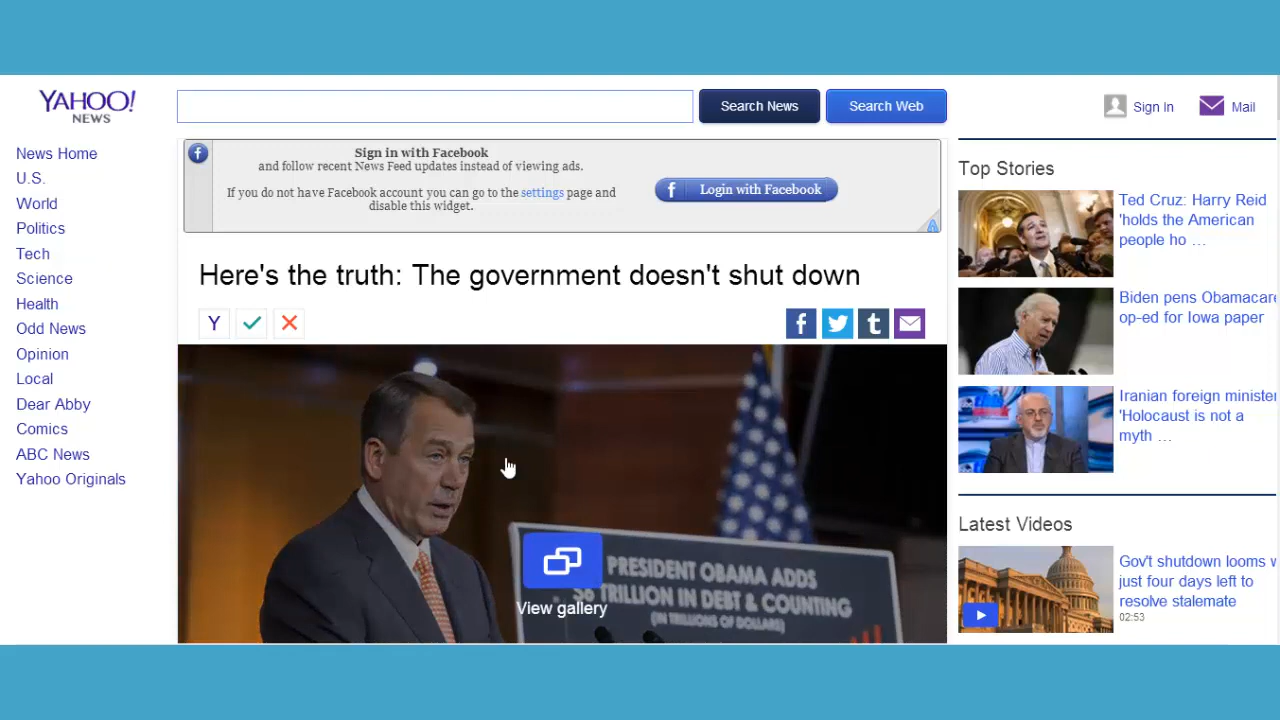 YAHOO!
NEWS
Search News
Search Web
Sign In
Mail
News Home
U.S.
World
Politics
Tech
Science
Health
Odd News
Opinion
Local
Dear Abby
Comics
ABC News
Yahoo Originals
Sign in with Facebook
and follow recent News Feed updates instead of viewing ads.
If you do not have Facebook account you can go to the settings page and
disable this widget.
Login with Facebook
Here's the truth: The government doesn't shut down
Y
PRESIDENT OBAMA ADDS
$6 TRILLION IN DEBT & COUNTING
(IN TRILLIONS OF DOLLARS)
View gallery
Top Stories
Ted Cruz: Harry Reid
'holds the American
people ho …
Biden pens Obamacare
op-ed for Iowa paper
Iranian foreign minister
'Holocaust is not a
myth …
Latest Videos
Gov't shutdown looms w
just four days left to
resolve stalemate
02:53